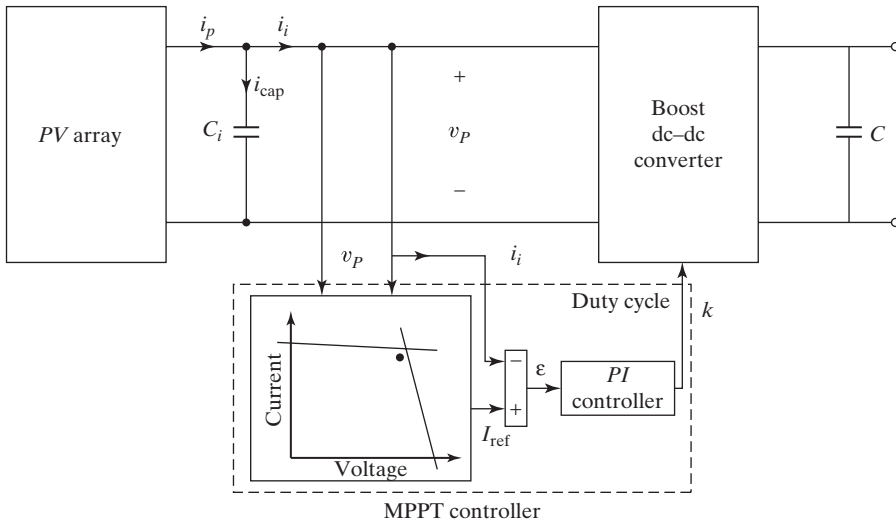 i_p
i_i
i_cap
PV array
C_i
+
v_P
−
Boost
dc–dc
converter
C
v_P
i_i
Duty cycle
k
Current
Voltage
−
+
I_ref
ε
PI
controller
MPPT controller